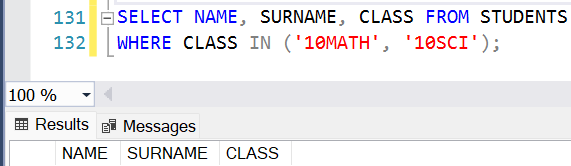 131 SELECT NAME, SURNAME, CLASS FROM STUDENTS
132 WHERE CLASS IN ('10MATH', '10SCI');
100 %
Results Messages
NAME SURNAME CLASS